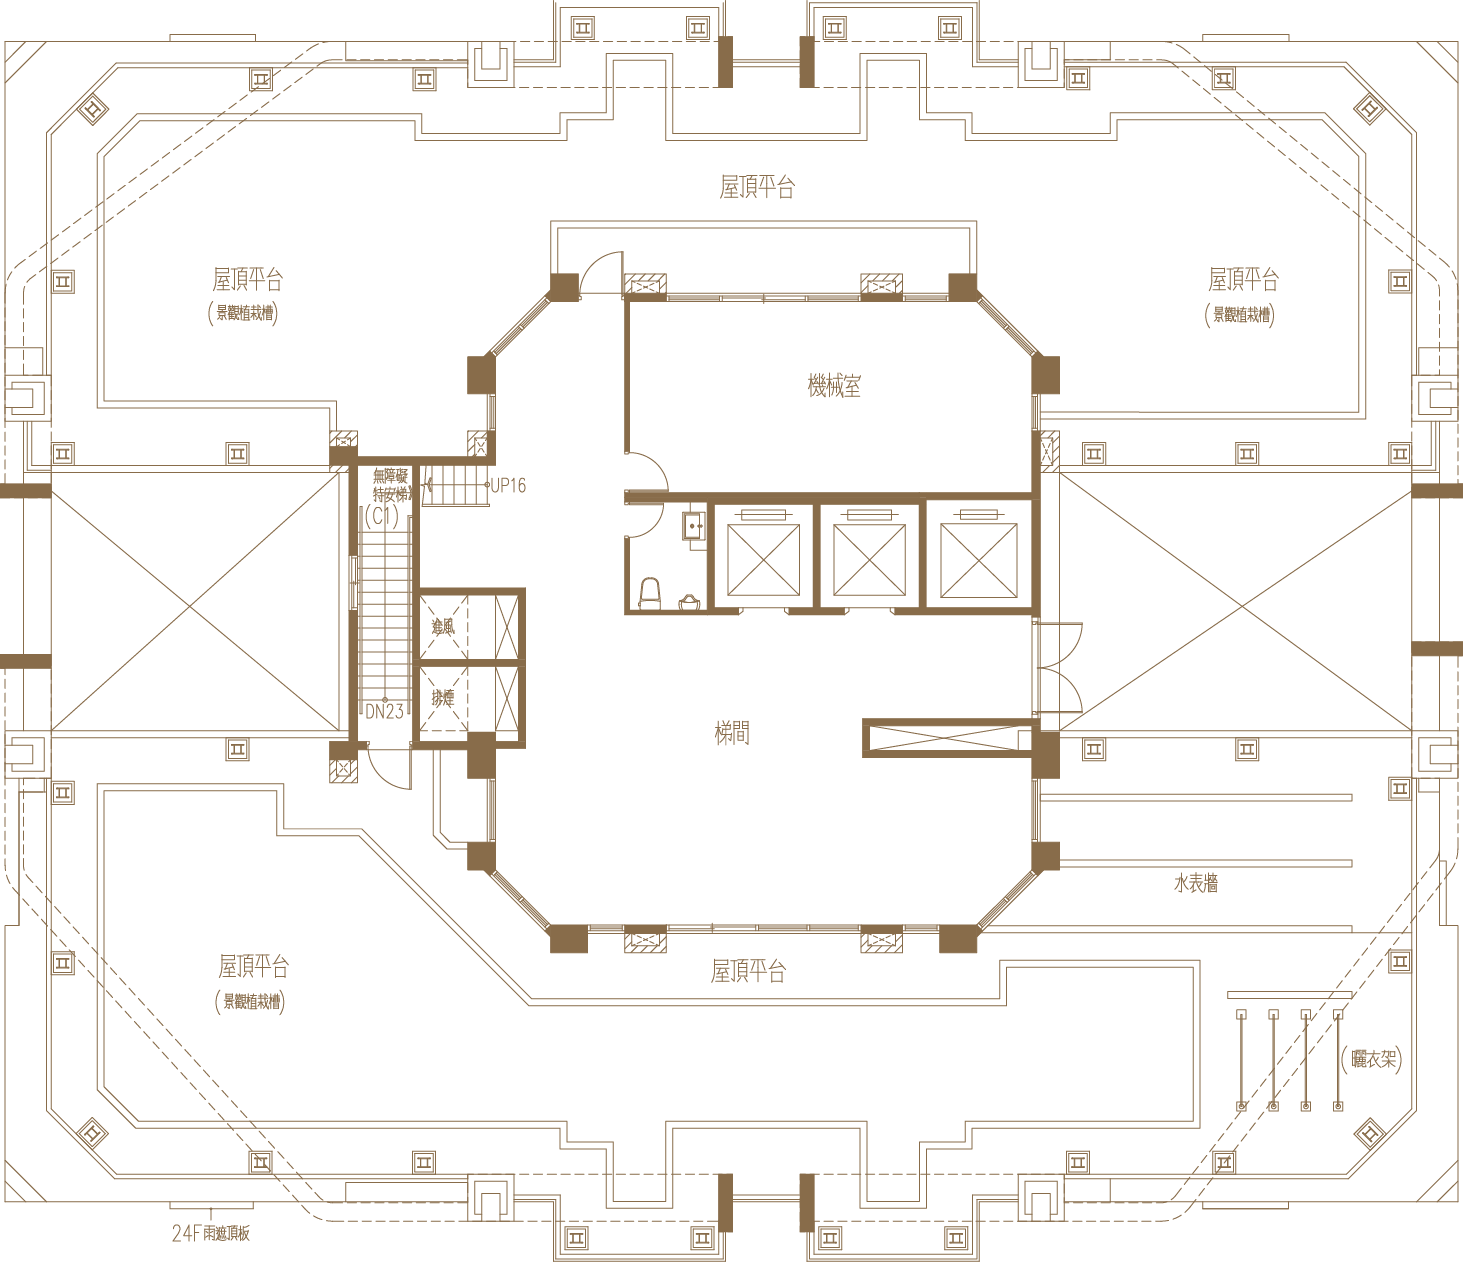 屋頂平台
屋頂平台
(景觀植栽槽)
屋頂平台
(景觀植栽槽)
機械室
無障礙
特安梯
(C1)
UP16
進風
排煙
DN23
梯間
水表牆
屋頂平台
(景觀植栽槽)
屋頂平台
(曬衣架)
24F雨遮頂板